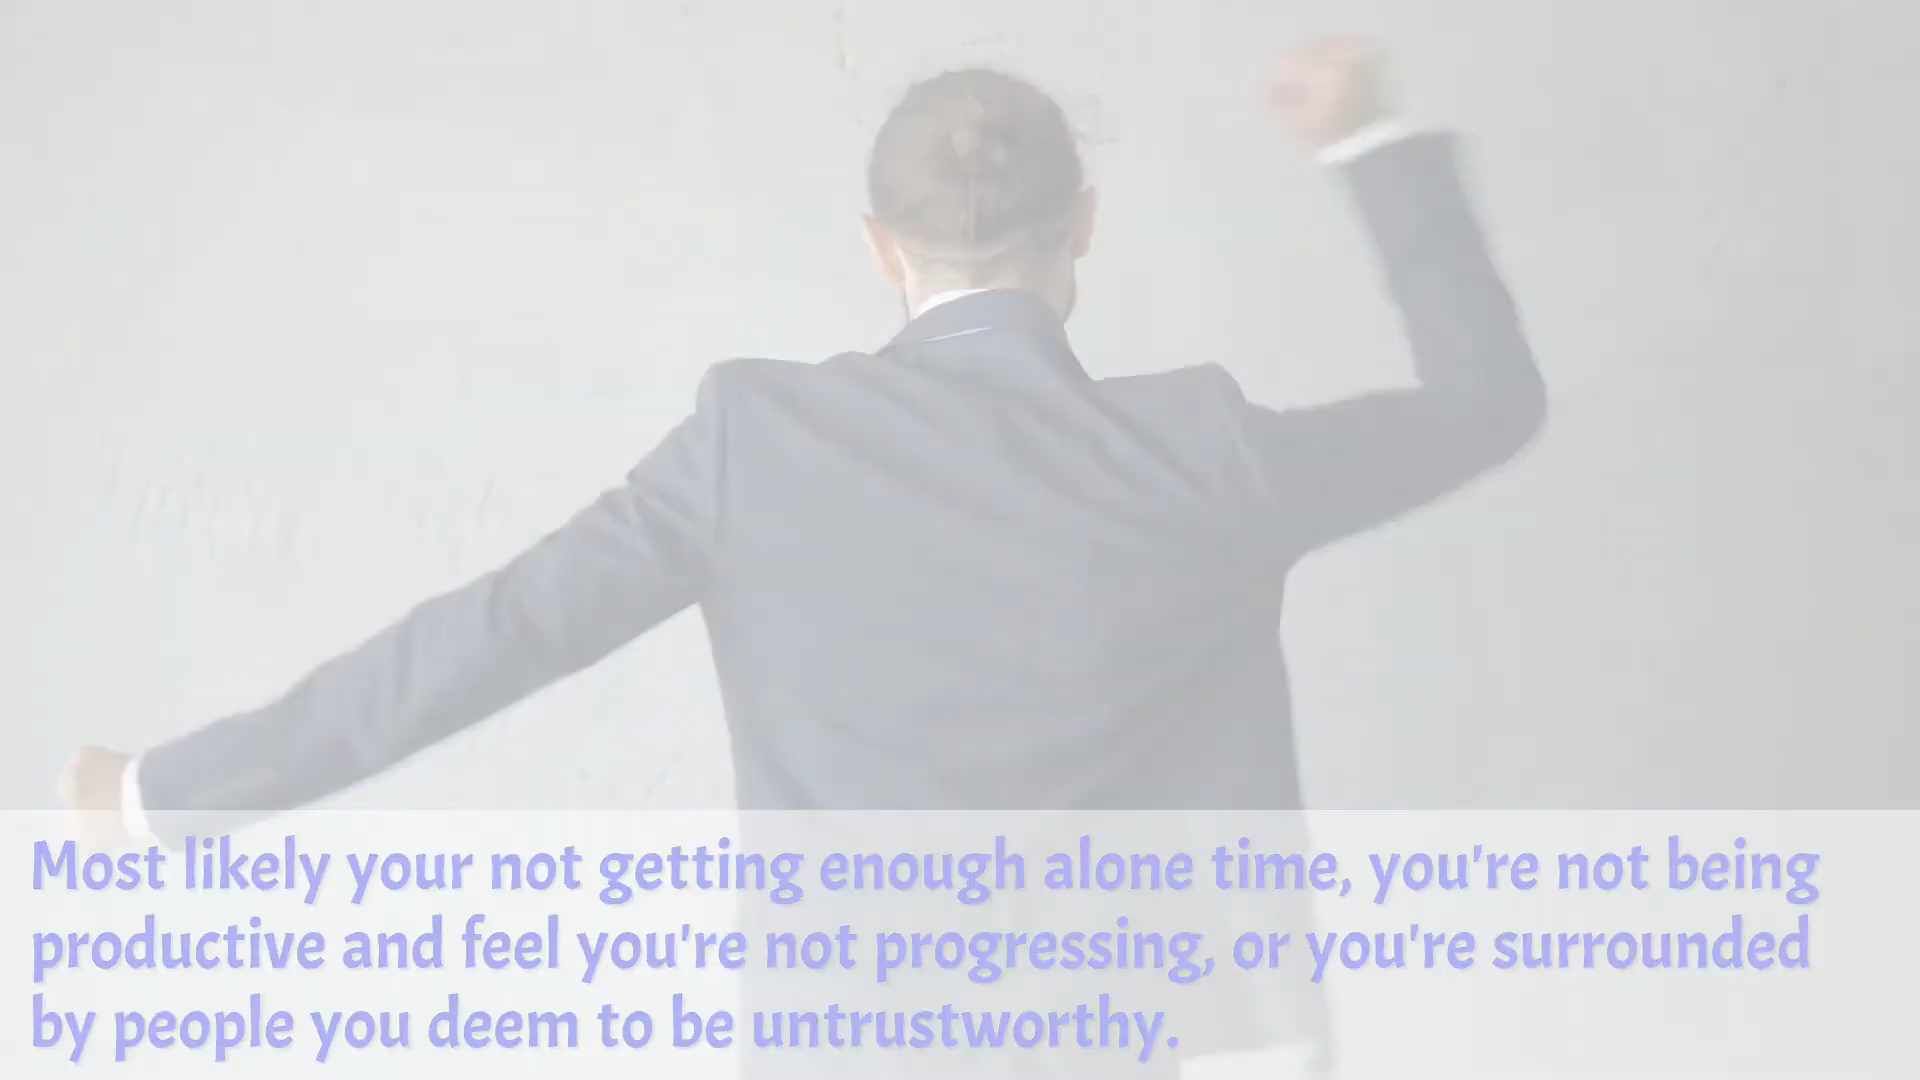 Most likely your not getting enough alone time, you're not being
productive and feel you're not progressing, or you're surrounded
by people you deem to be untrustworthy.